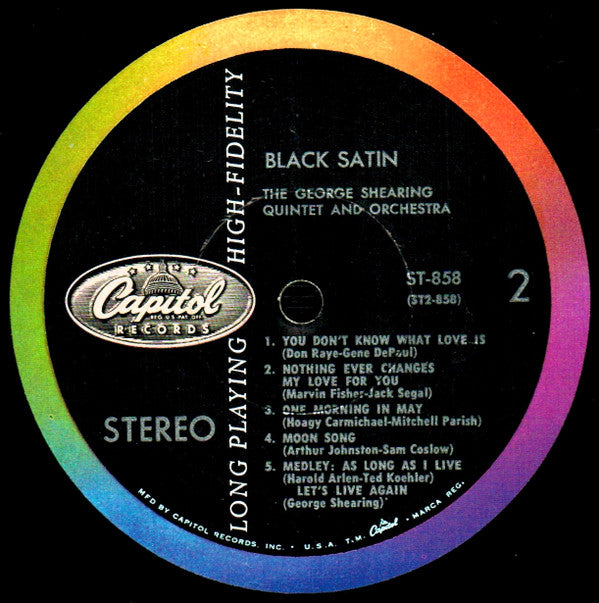 BLACK SATIN
THE GEORGE SHEARING
QUINTET AND ORCHESTRA
LONG PLAYING HIGH-FIDELITY
Capitol
REG. U.S. PAT. OFF.
RECORDS
STEREO
ST-858
(ST2-858)
2
1. YOU DON'T KNOW WHAT LOVE IS
(Don Raye-Gene DePaul)
2. NOTHING EVER CHANGES
MY LOVE FOR YOU
(Marvin Fisher-Jack Segal)
3. ONE MORNING IN MAY
(Hoagy Carmichael-Mitchell Parish)
4. MOON SONG
(Arthur Johnston-Sam Coslow)
5. MEDLEY: AS LONG AS I LIVE
(Harold Arlen-Ted Koehler)
LET'S LIVE AGAIN
(George Shearing)
MFD BY CAPITOL RECORDS, INC. • U.S.A. T.M. Capitol • MARCA REG.